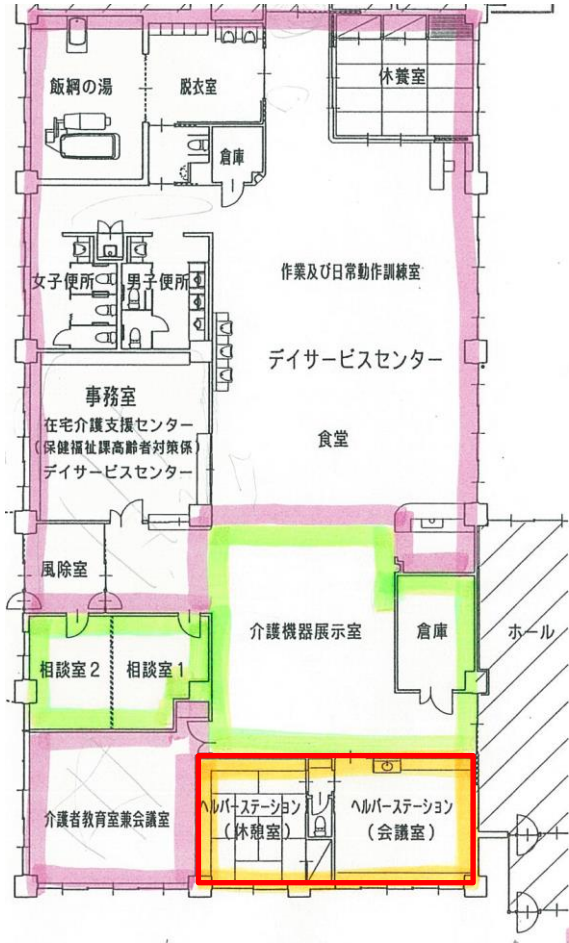 飯綱の湯
脱衣室
休養室
倉庫
作業及び日常動作訓練室
女子便所
男子便所
デイサービスセンター
事務室
在宅介護支援センター
(保健福祉課高齢者対策係)
デイサービスセンター
食堂
風除室
介護機器展示室
倉庫
ホール
相談室2
相談室1
介護者教育室兼会議室
ヘルパーステーション
(休憩室)
ヘルパーステーション
(会議室)